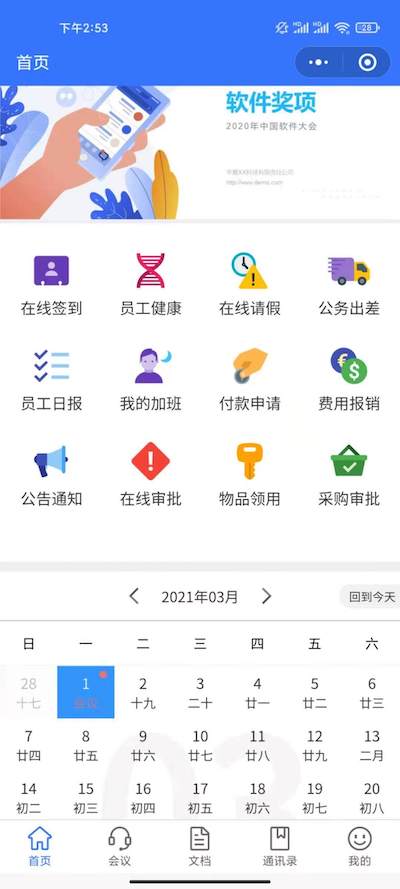 下午2:53
28
首页
软件奖项
2020年中国软件大会
在线签到 员工健康 在线请假 公务出差
员工日报 我的加班 付款申请 费用报销
公告通知 在线审批 物品领用 采购审批
2021年03月 回到今天
日 一 二 三 四 五 六
28 1 2 3 4 5 6
十七 会议 十九 二十 廿一 廿二 廿三
03
7 8 9 10 11 12 13
廿四 廿五 廿六 廿七 廿八 廿九 二月
14 15 16 17 18 19 20
初二 初三 初四 初五 初六 初七 初八
首页 会议 文档 通讯录 我的